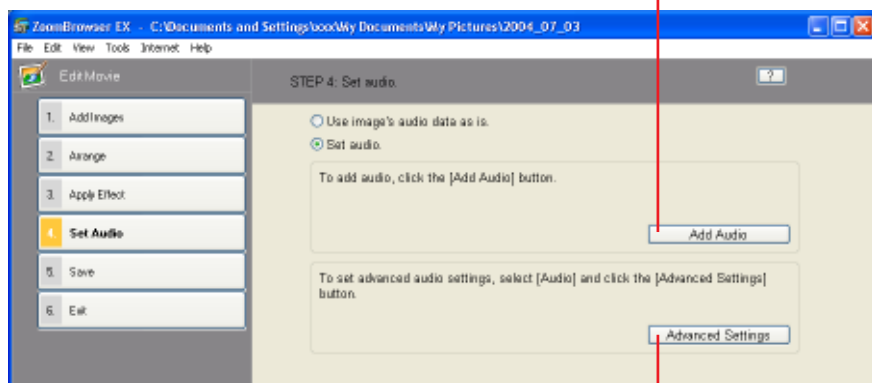 ZoomBrowser EX - C:\Documents and Settings\xxx\My Documents\My Pictures\2004_07_03
File Edit View Tools Internet Help
Edit Movie
STEP 4: Set audio.
?
1. Add Images
2. Arrange
3. Apply Effect
4. Set Audio
5. Save
6. Exit
Use image's audio data as is.
Set audio.
To add audio, click the [Add Audio] button.
Add Audio
To set advanced audio settings, select [Audio] and click the [Advanced Settings]
button.
Advanced Settings